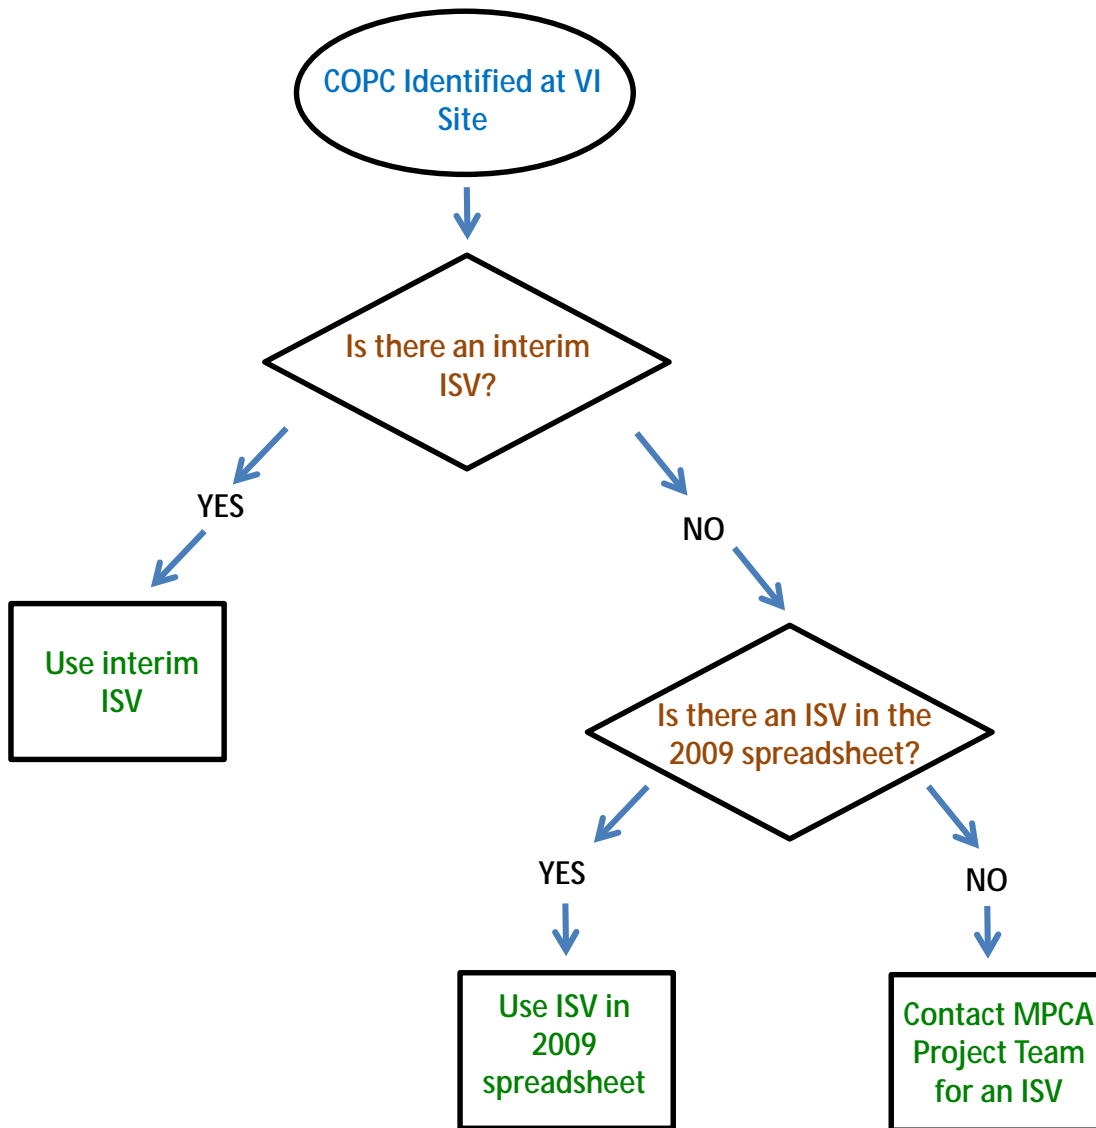 COPC Identified at VI
Site
Is there an interim
ISV?
YES
NO
Use interim
ISV
Is there an ISV in the
2009 spreadsheet?
YES
NO
Use ISV in
2009
spreadsheet
Contact MPCA
Project Team
for an ISV